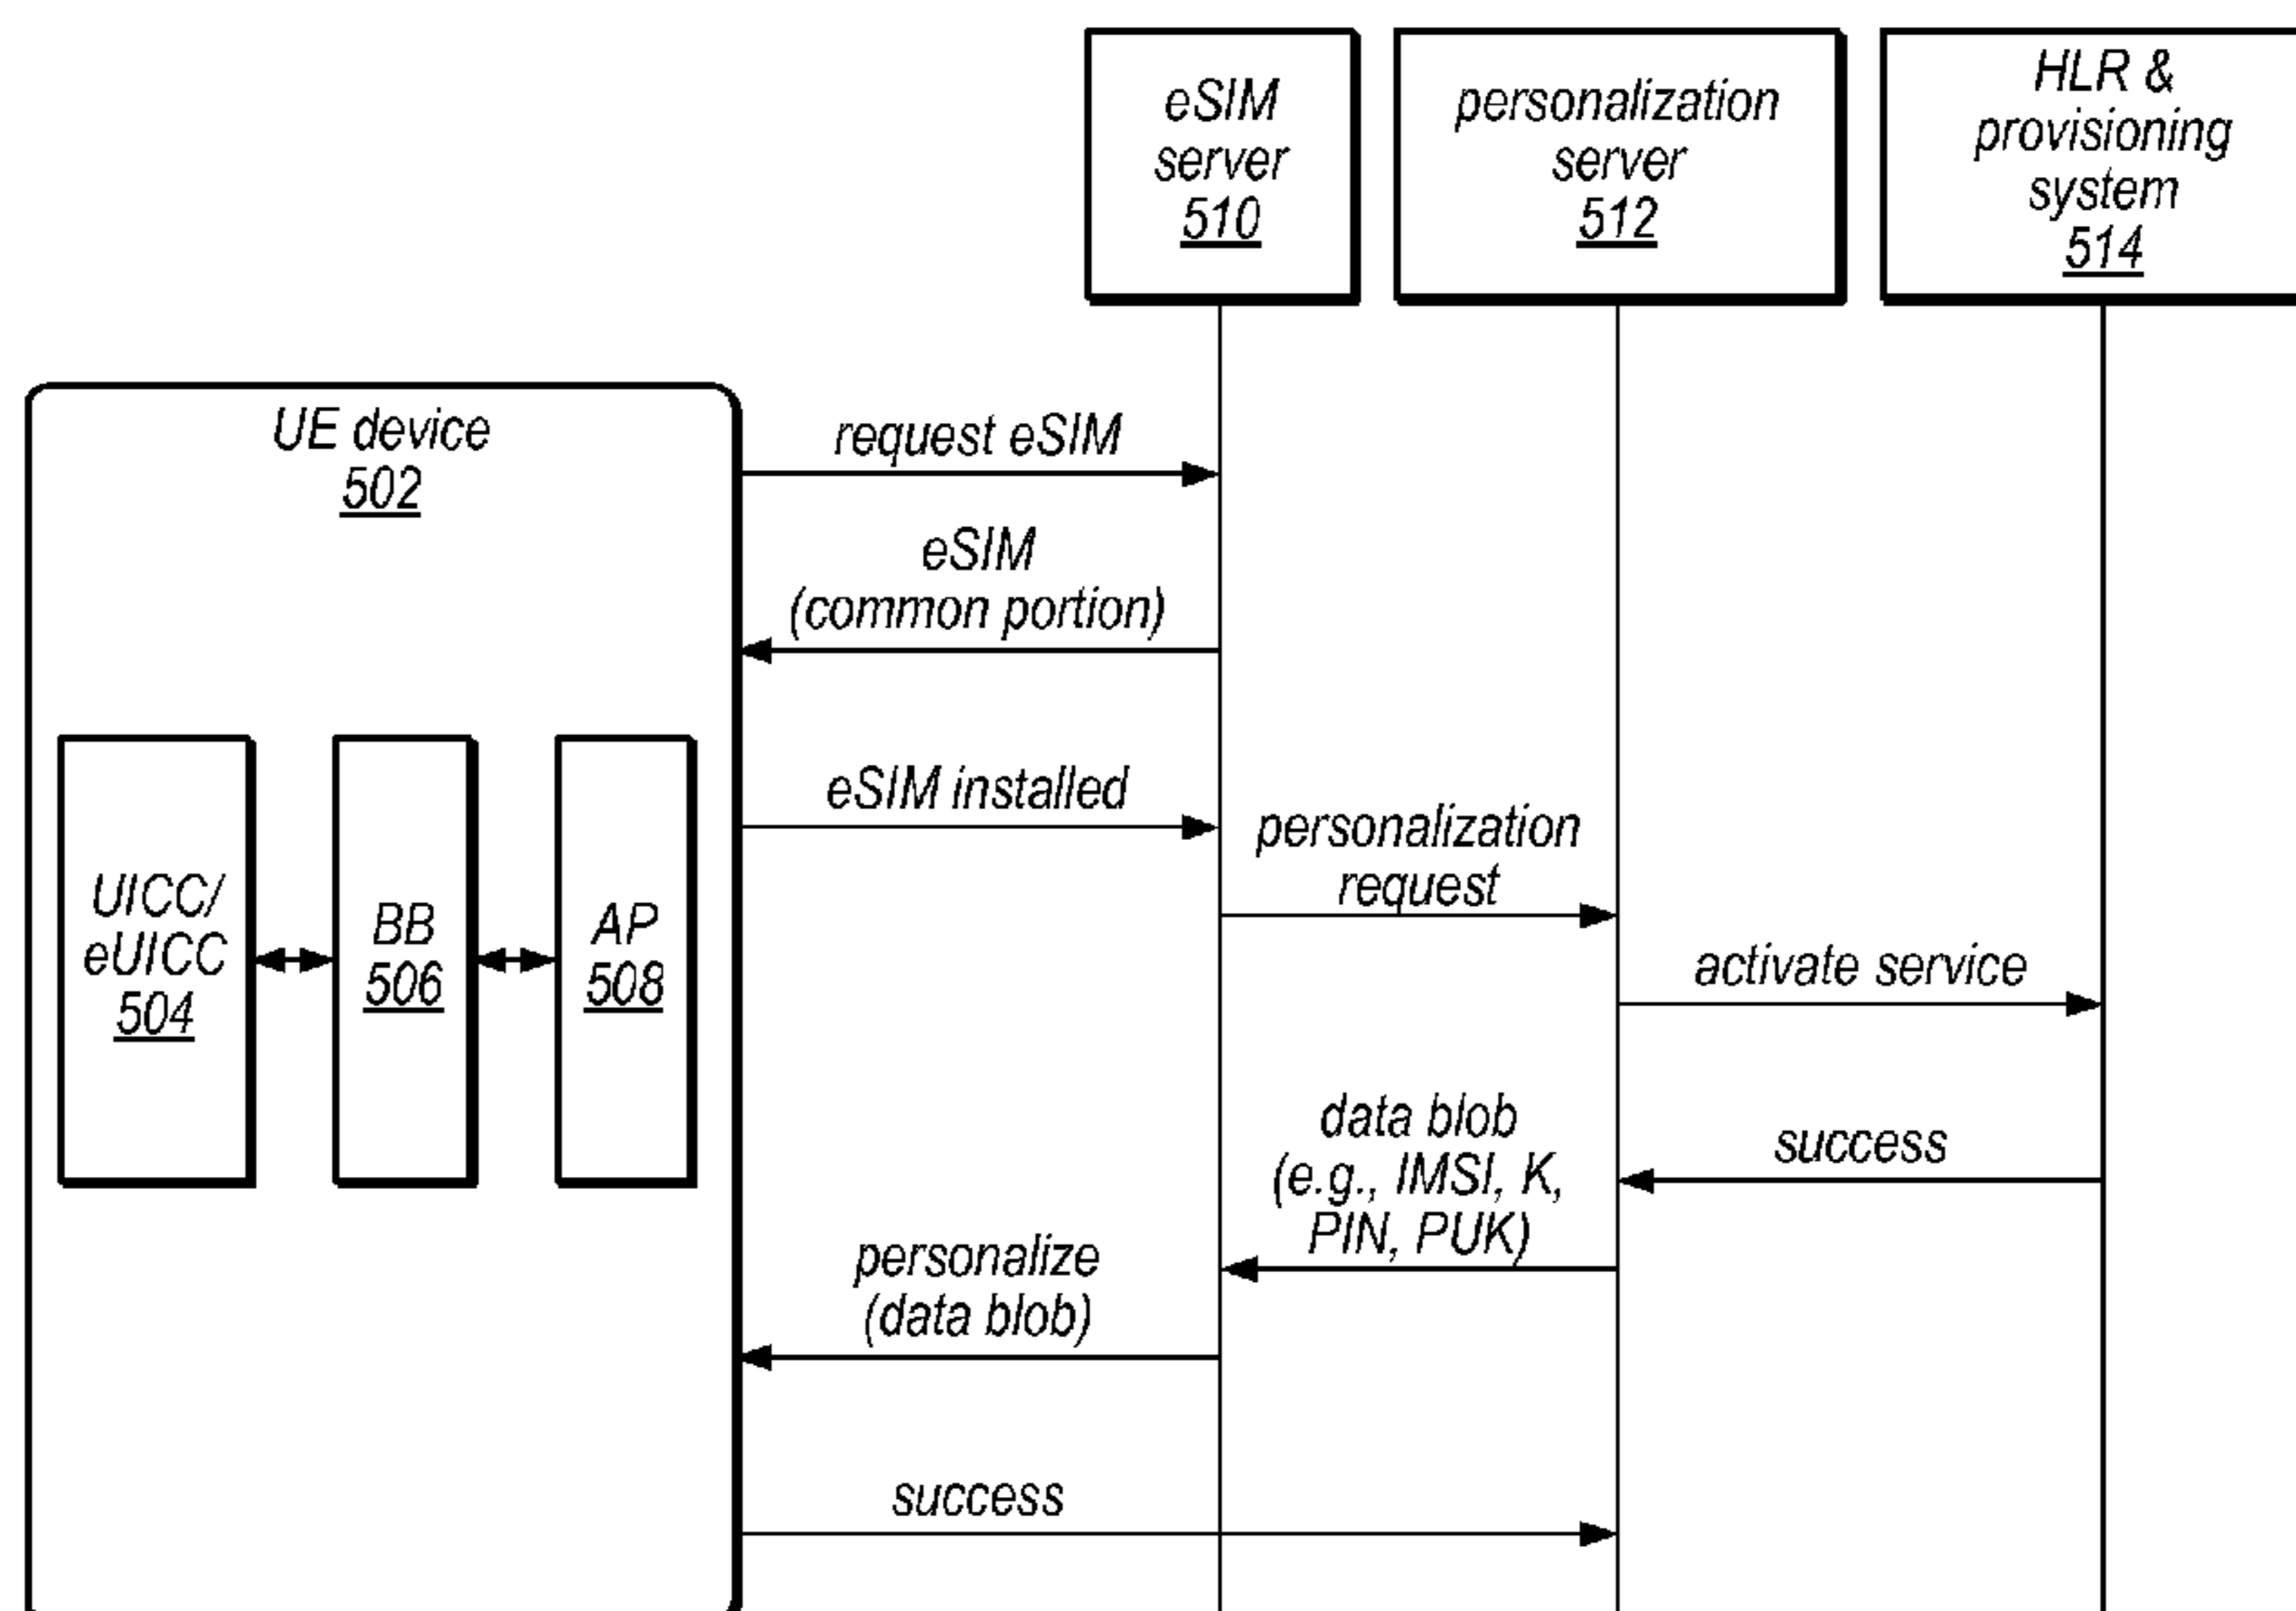 eSIM
server
510
personalization
server
512
HLR &
provisioning
system
514
UE device
502
request eSIM
eSIM
(common portion)
eSIM installed
personalization
request
UICC/
eUICC
504
BB
506
AP
508
activate service
data blob
(e.g., IMSI, K,
PIN, PUK)
success
personalize
(data blob)
success